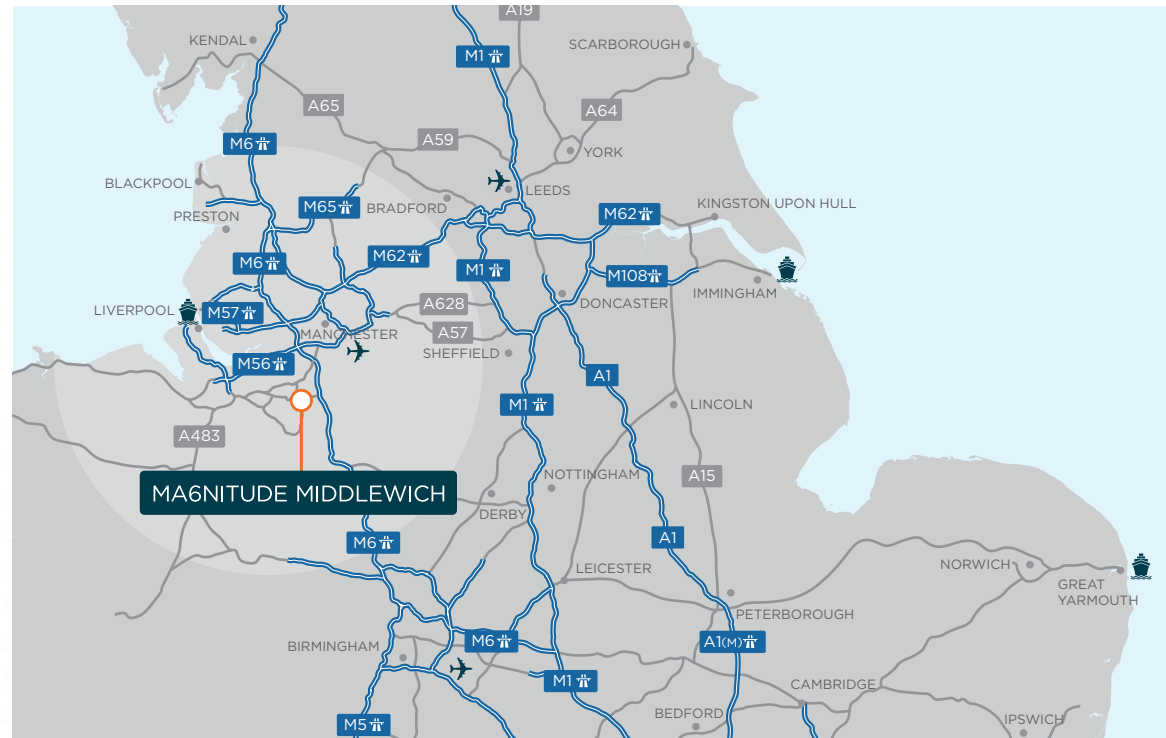 A19
KENDAL
SCARBOROUGH
M1
A65
A64
A59
M6
YORK
BLACKPOOL
LEEDS
M65
BRADFORD
PRESTON
M62
KINGSTON UPON HULL
M62
M6
M1
M108
IMMINGHAM
A628
DONCASTER
LIVERPOOL
M57
MANCHESTER
A57
SHEFFIELD
M56
A1
M1
LINCOLN
A483
NOTTINGHAM
A15
MA6NITUDE MIDDLEWICH
DERBY
M6
A1
LEICESTER
NORWICH
GREAT
YARMOUTH
PETERBOROUGH
BIRMINGHAM
M6
A1(M)
M1
CAMBRIDGE
BEDFORD
M5
IPSWICH